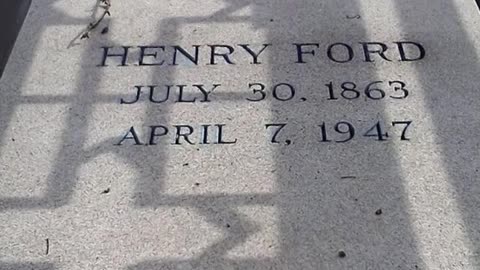 HENRY FORD
JULY 30. 1863
APRIL 7, 1947